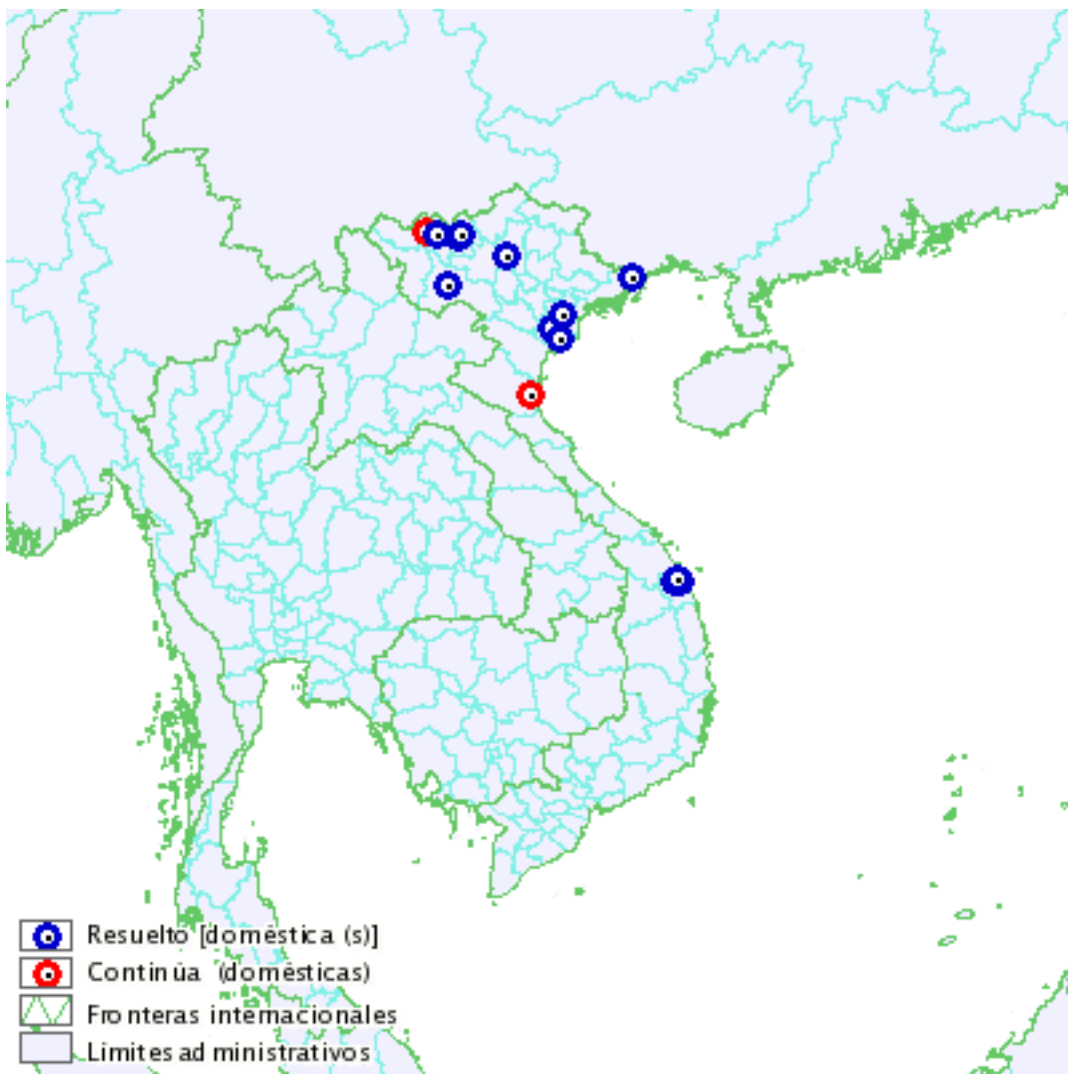 Resuelto [doméstica (s)]
Continúa (domésticas)
Fronteras internacionales
Límites administrativos